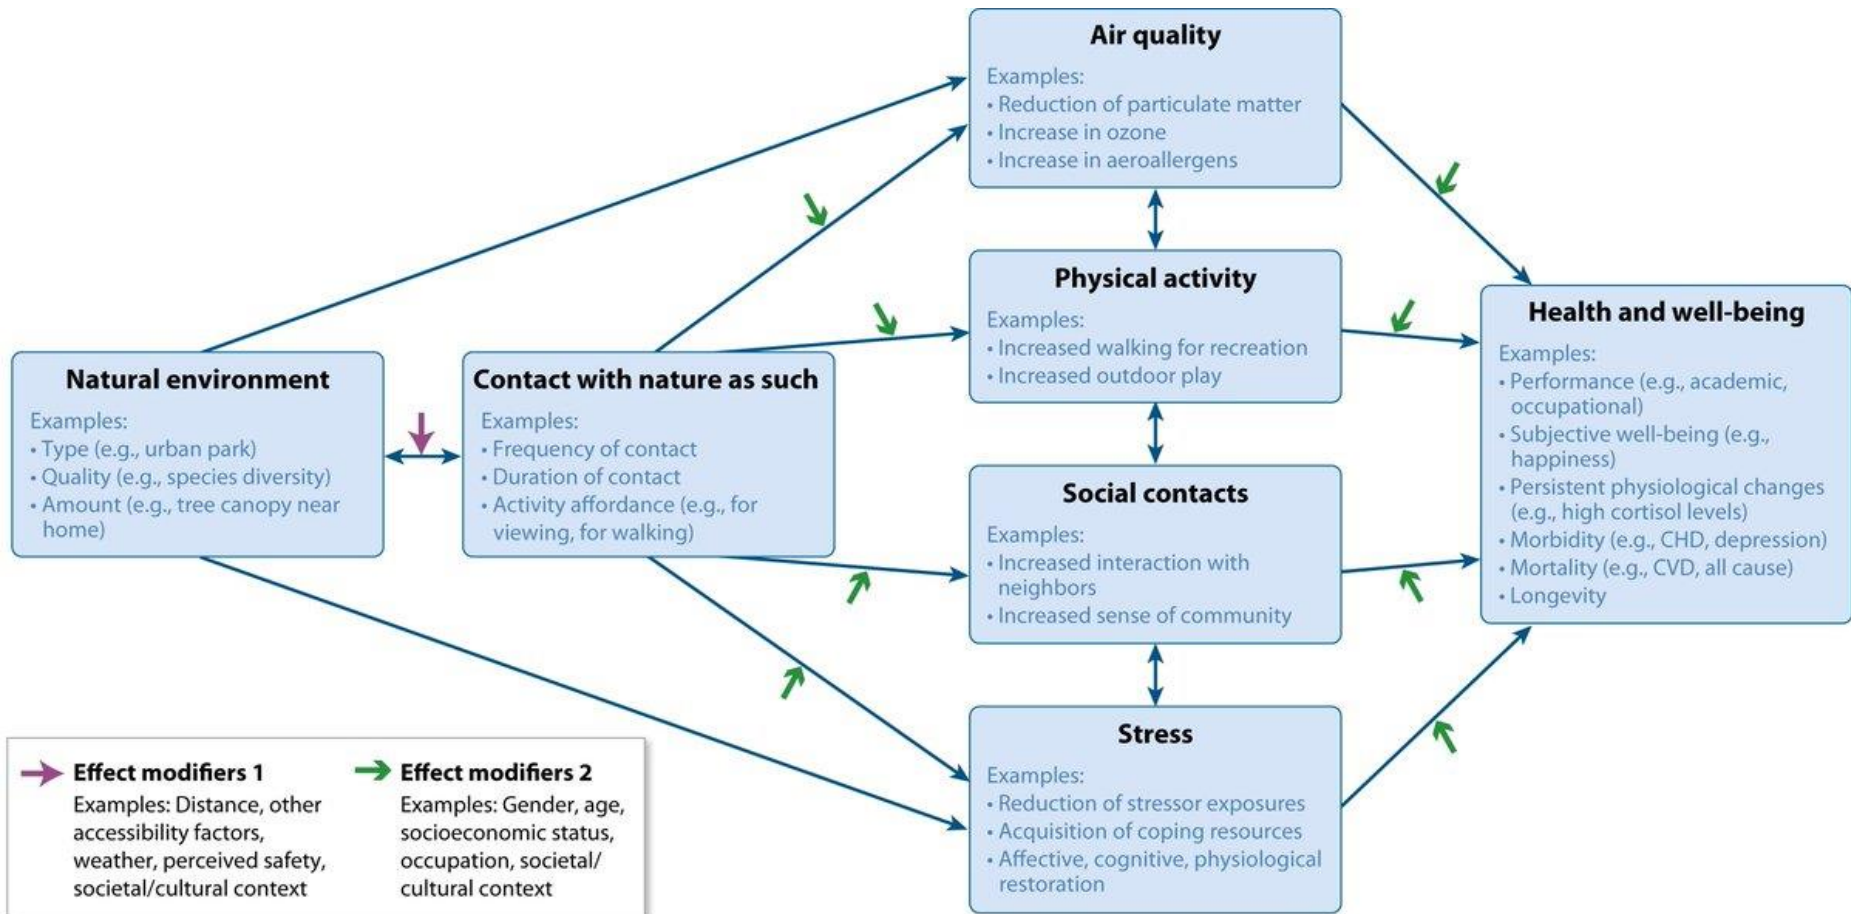 Air quality
Examples:
• Reduction of particulate matter
• Increase in ozone
• Increase in aeroallergens
Physical activity
Examples:
• Increased walking for recreation
• Increased outdoor play
Health and well-being
Examples:
• Performance (e.g., academic,
occupational)
• Subjective well-being (e.g.,
happiness)
• Persistent physiological changes
(e.g., high cortisol levels)
• Morbidity (e.g., CHD, depression)
• Mortality (e.g., CVD, all cause)
• Longevity
Natural environment
Examples:
• Type (e.g., urban park)
• Quality (e.g., species diversity)
• Amount (e.g., tree canopy near
home)
Contact with nature as such
Examples:
• Frequency of contact
• Duration of contact
• Activity affordance (e.g., for
viewing, for walking)
Social contacts
Examples:
• Increased interaction with
neighbors
• Increased sense of community
Stress
Examples:
• Reduction of stressor exposures
• Acquisition of coping resources
• Affective, cognitive, physiological
restoration
Effect modifiers 1
Examples: Distance, other
accessibility factors,
weather, perceived safety,
societal/cultural context
Effect modifiers 2
Examples: Gender, age,
socioeconomic status,
occupation, societal/
cultural context